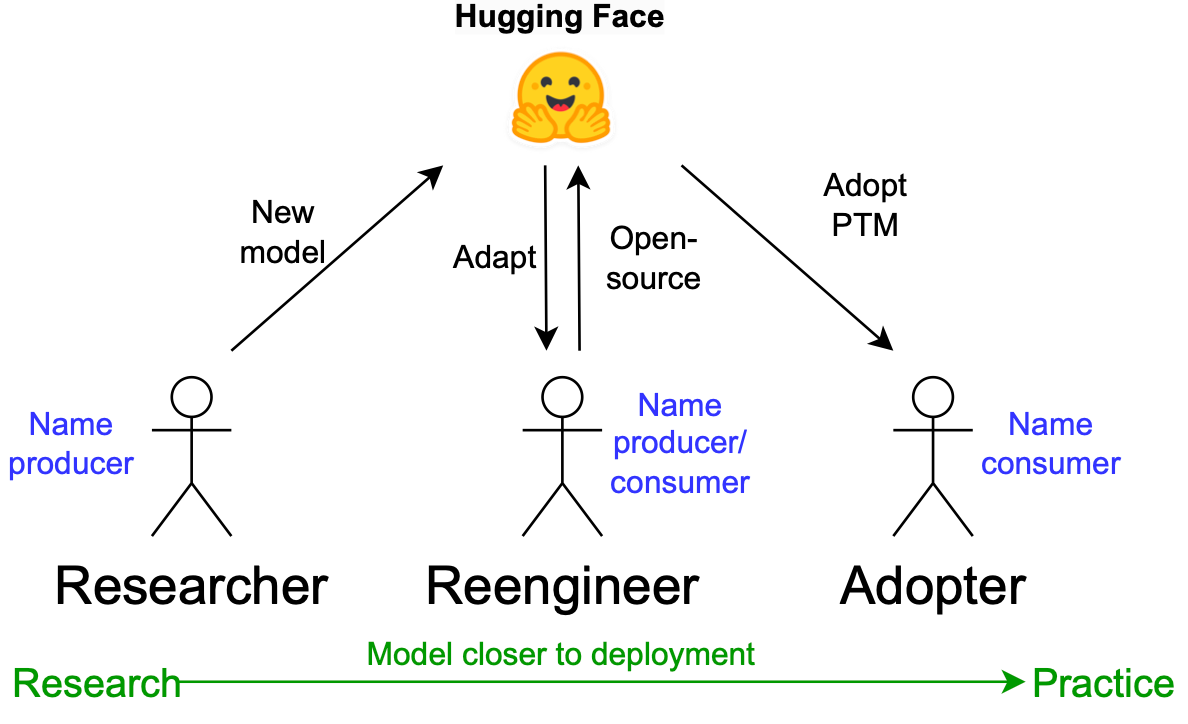 Hugging Face
New
model
Adapt
Open-
source
Adopt
PTM
Name
producer
Name
producer/
consumer
Name
consumer
Researcher
Reengineer
Adopter
Model closer to deployment
Research
Practice